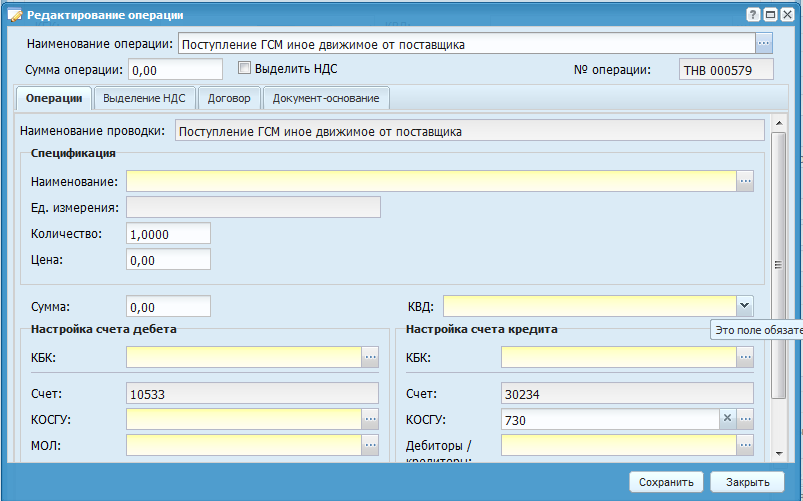 Редактирование операции
Наименование операции: Поступление ГСМ иное движимое от поставщика
Сумма операции: 0,00 Выделить НДС № операции: ТНВ 000579
Операции Выделение НДС Договор Документ-основание
Наименование проводки: Поступление ГСМ иное движимое от поставщика
Спецификация
Наименование:
Ед. измерения:
Количество: 1,0000
Цена: 0,00
Сумма: 0,00 КВД:
Это поле обязате
Настройка счета дебета Настройка счета кредита
КБК: КБК:
Счет: 10533 Счет: 30234
КОСГУ: КОСГУ: 730
МОЛ: Дебиторы /
кредиторы:
Сохранить Закрыть